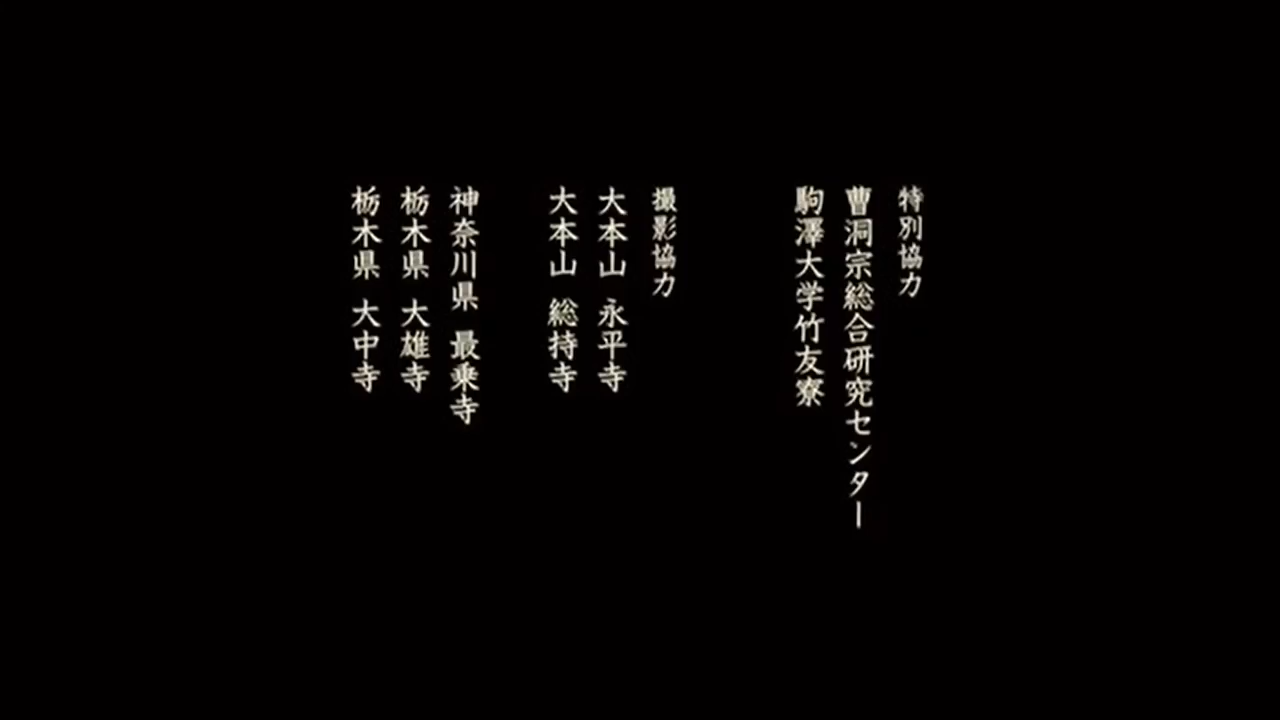 特別協力
曹洞宗総合研究センター
駒澤大学竹友寮
撮影協力
大本山 永平寺
大本山 総持寺
神奈川県 最乗寺
栃木県 大雄寺
栃木県 大中寺